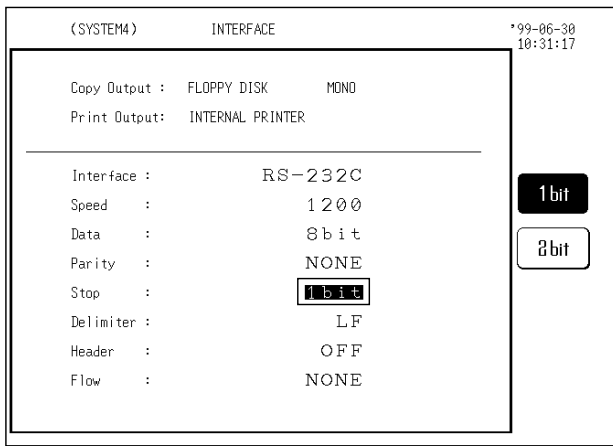 (SYSTEM4) INTERFACE '99-06-30
10:31:17
Copy Output : FLOPPY DISK MONO
Print Output: INTERNAL PRINTER
Interface : RS-232C
Speed : 1200
Data : 8bit
Parity : NONE
Stop : 1bit
Delimiter : LF
Header : OFF
Flow : NONE
1bit
2bit